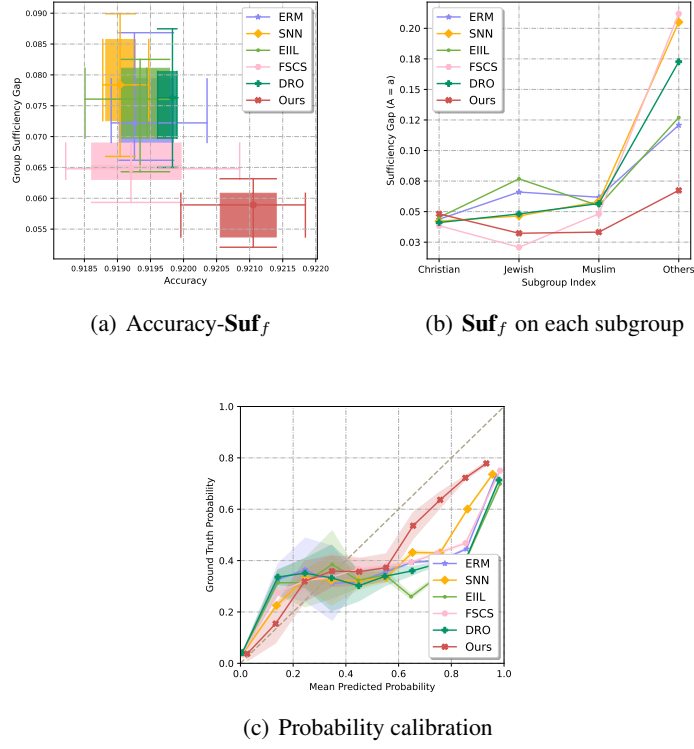 0.090
0.085
0.080
0.075
0.070
0.065
0.060
0.055
Group Sufficiency Gap
0.9185 0.9190 0.9195 0.9200 0.9205 0.9210 0.9215 0.9220
Accuracy
ERM
SNN
EIIL
FSCS
DRO
Ours
(a) Accuracy-Suf_f
0.20
0.17
0.15
0.12
0.10
0.08
0.05
0.03
Sufficiency Gap (A = a)
Christian Jewish Muslim Others
Subgroup Index
ERM
SNN
EIIL
FSCS
DRO
Ours
(b) Suf_f on each subgroup
1.0
0.8
0.6
0.4
0.2
0.0
Ground Truth Probability
0.0 0.2 0.4 0.6 0.8 1.0
Mean Predicted Probability
ERM
SNN
EIIL
FSCS
DRO
Ours
(c) Probability calibration